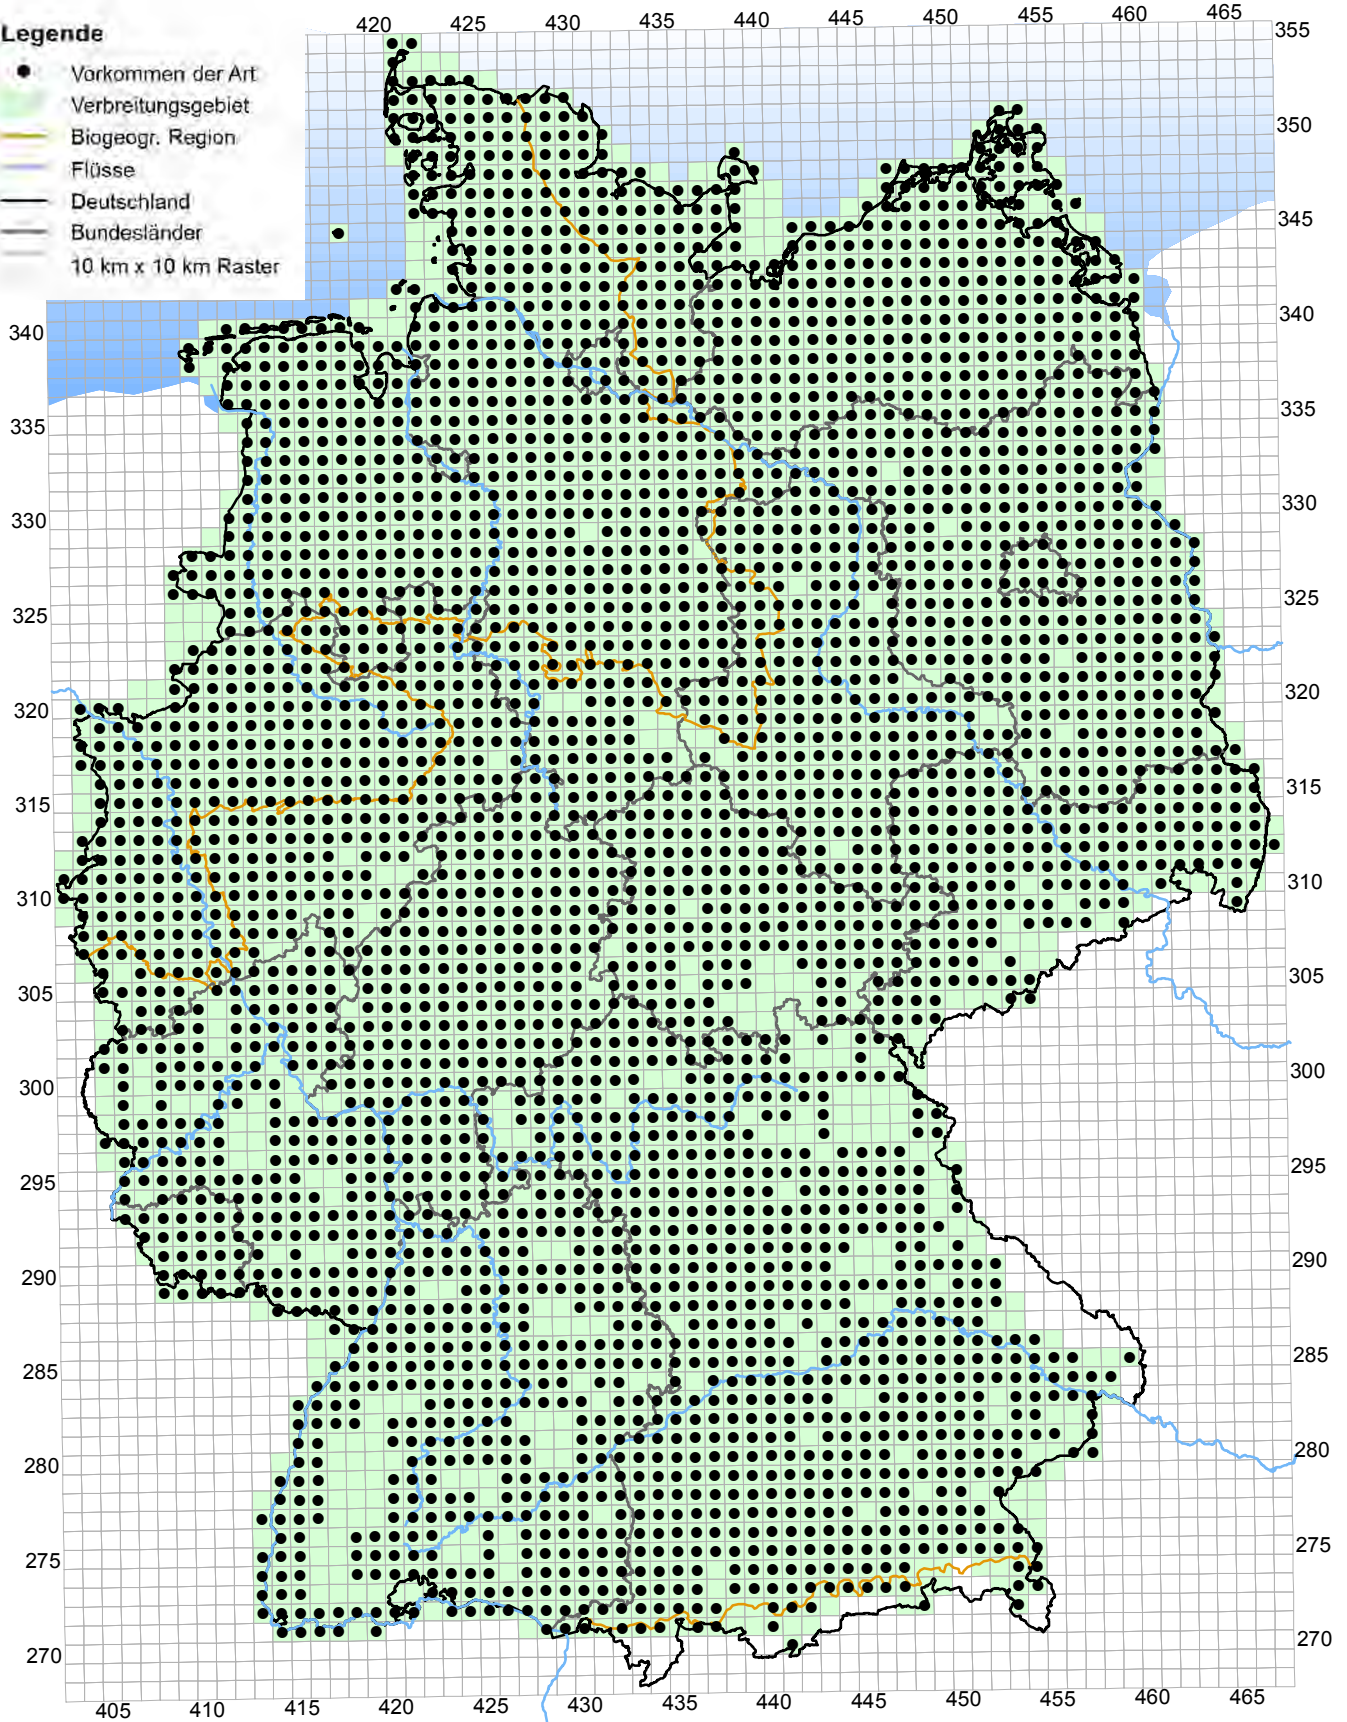 Legende
Vorkommen der Art
Verbreitungsgebiet
Biogeogr. Region
Flüsse
Deutschland
Bundesländer
10 km x 10 km Raster
420 425 430 435 440 445 450 455 460 465
355
350
345
340 340
335 335
330 330
325 325
320 320
315 315
310 310
305 305
300 300
295 295
290 290
285 285
280 280
275 275
270 270
405 410 415 420 425 430 435 440 445 450 455 460 465